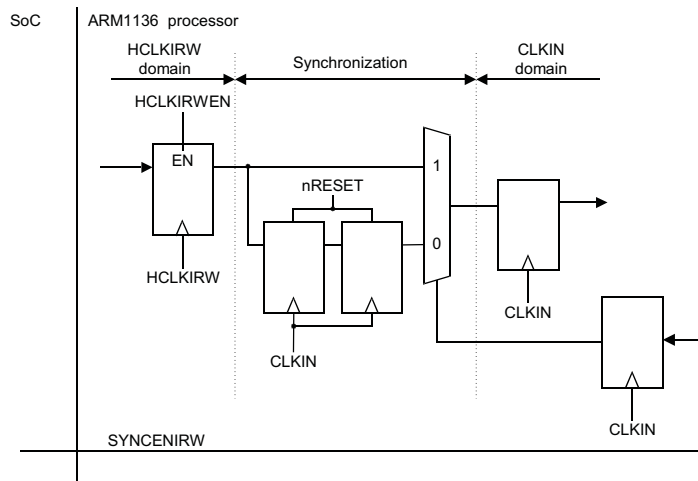 SoC
ARM1136 processor
HCLKIRW
domain
Synchronization
CLKIN
domain
HCLKIRWEN
EN
1
nRESET
0
HCLKIRW
CLKIN
CLKIN
CLKIN
SYNCENIRW